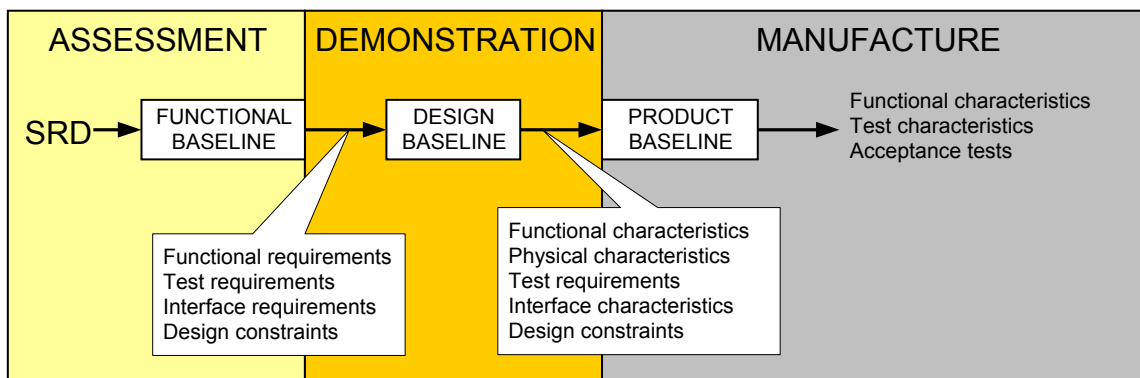 ASSESSMENT
DEMONSTRATION
MANUFACTURE
SRD
FUNCTIONAL
BASELINE
DESIGN
BASELINE
PRODUCT
BASELINE
Functional characteristics
Test characteristics
Acceptance tests
Functional requirements
Test requirements
Interface requirements
Design constraints
Functional characteristics
Physical characteristics
Test requirements
Interface characteristics
Design constraints